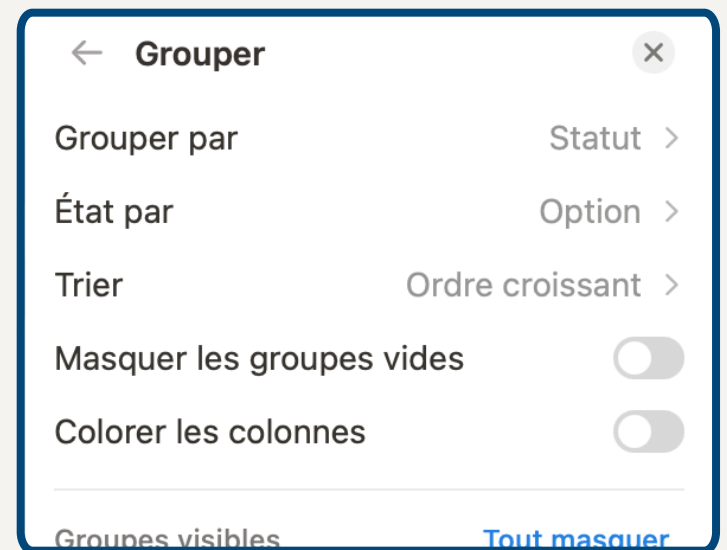 Grouper
Grouper par Statut
État par Option
Trier Ordre croissant
Masquer les groupes vides
Colorer les colonnes
Groupes visibles Tout masquer